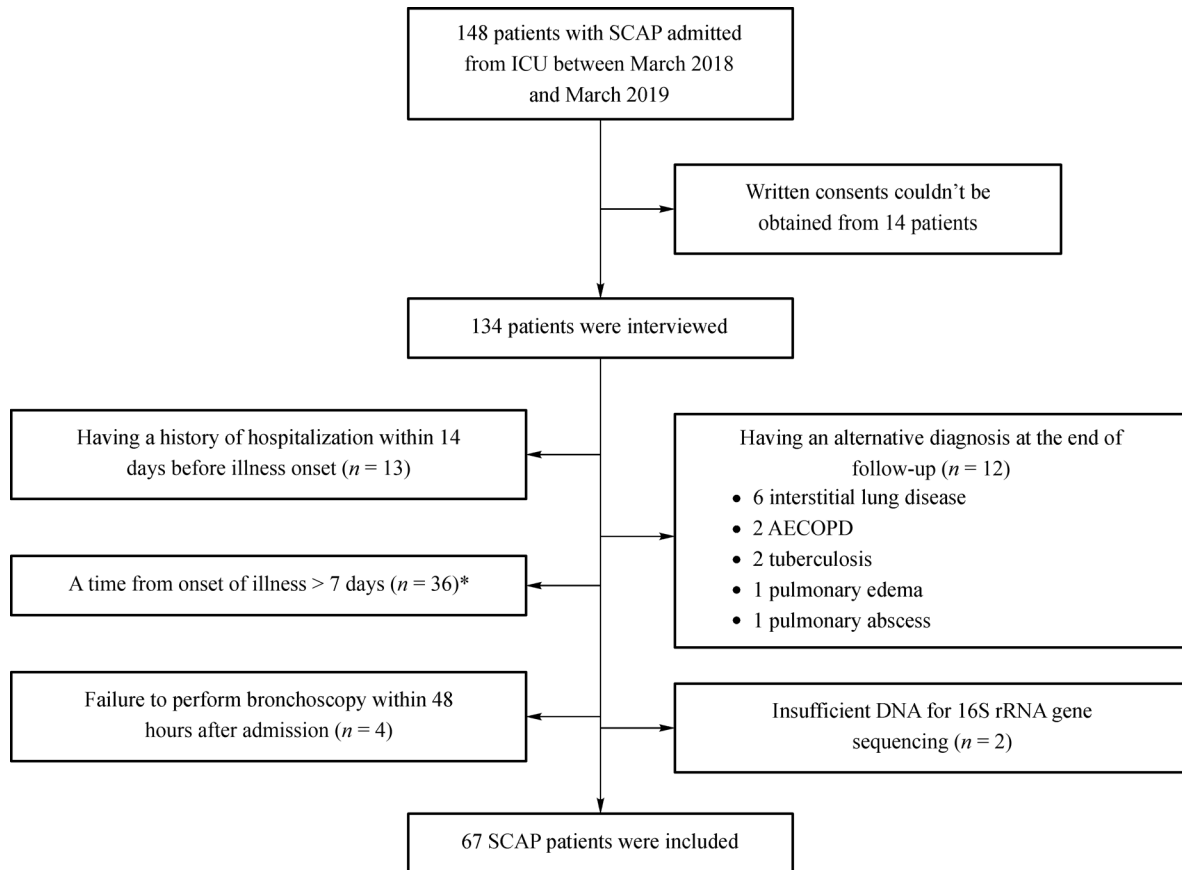 148 patients with SCAP admitted
from ICU between March 2018
and March 2019
Written consents couldn’t be
obtained from 14 patients
134 patients were interviewed
Having a history of hospitalization within 14
days before illness onset (n = 13)
Having an alternative diagnosis at the end of
follow-up (n = 12)
• 6 interstitial lung disease
• 2 AECOPD
• 2 tuberculosis
• 1 pulmonary edema
• 1 pulmonary abscess
A time from onset of illness > 7 days (n = 36)*
Failure to perform bronchoscopy within 48
hours after admission (n = 4)
Insufficient DNA for 16S rRNA gene
sequencing (n = 2)
67 SCAP patients were included